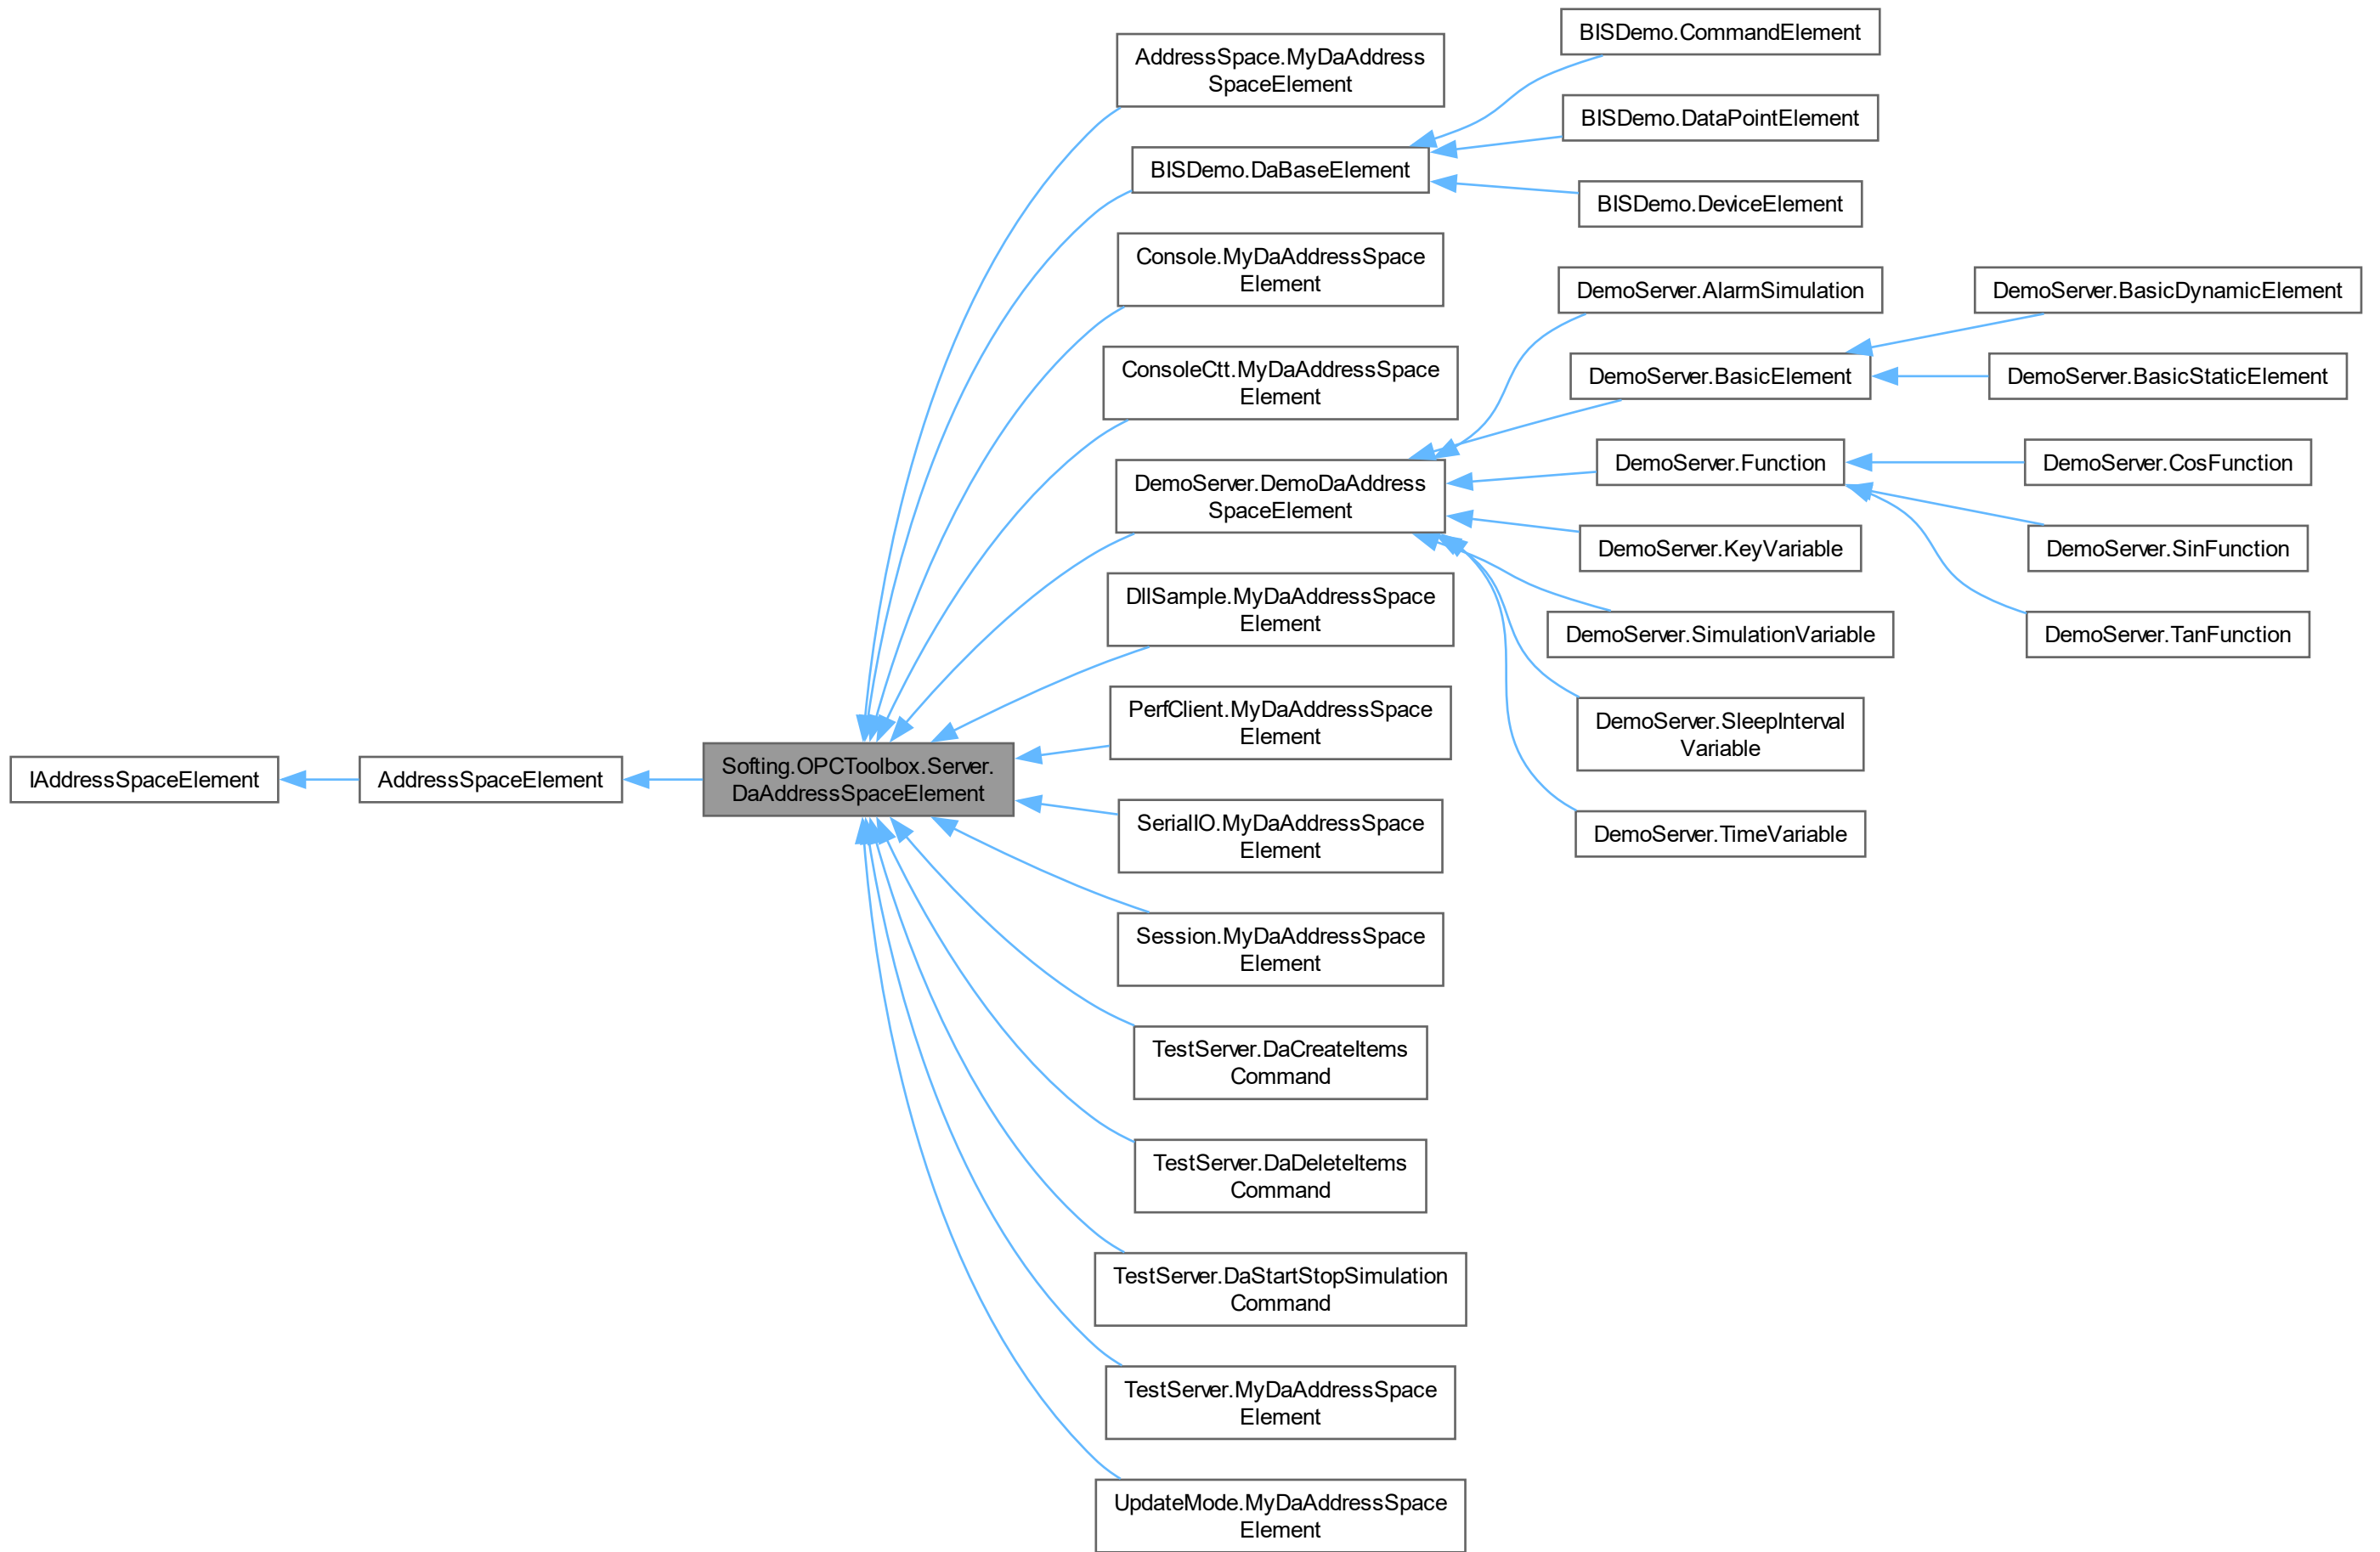 IAddressSpaceElement
AddressSpaceElement
Softing.OPCToolbox.Server.
DaAddressSpaceElement
AddressSpace.MyDaAddress
SpaceElement
BISDemo.DaBaseElement
Console.MyDaAddressSpace
Element
ConsoleCtt.MyDaAddressSpace
Element
DemoServer.DemoDaAddress
SpaceElement
DllSample.MyDaAddressSpace
Element
PerfClient.MyDaAddressSpace
Element
SerialIO.MyDaAddressSpace
Element
Session.MyDaAddressSpace
Element
TestServer.DaCreateItems
Command
TestServer.DaDeleteItems
Command
TestServer.DaStartStopSimulation
Command
TestServer.MyDaAddressSpace
Element
UpdateMode.MyDaAddressSpace
Element
BISDemo.CommandElement
BISDemo.DataPointElement
BISDemo.DeviceElement
DemoServer.AlarmSimulation
DemoServer.BasicElement
DemoServer.Function
DemoServer.KeyVariable
DemoServer.SimulationVariable
DemoServer.SleepInterval
Variable
DemoServer.TimeVariable
DemoServer.BasicDynamicElement
DemoServer.BasicStaticElement
DemoServer.CosFunction
DemoServer.SinFunction
DemoServer.TanFunction